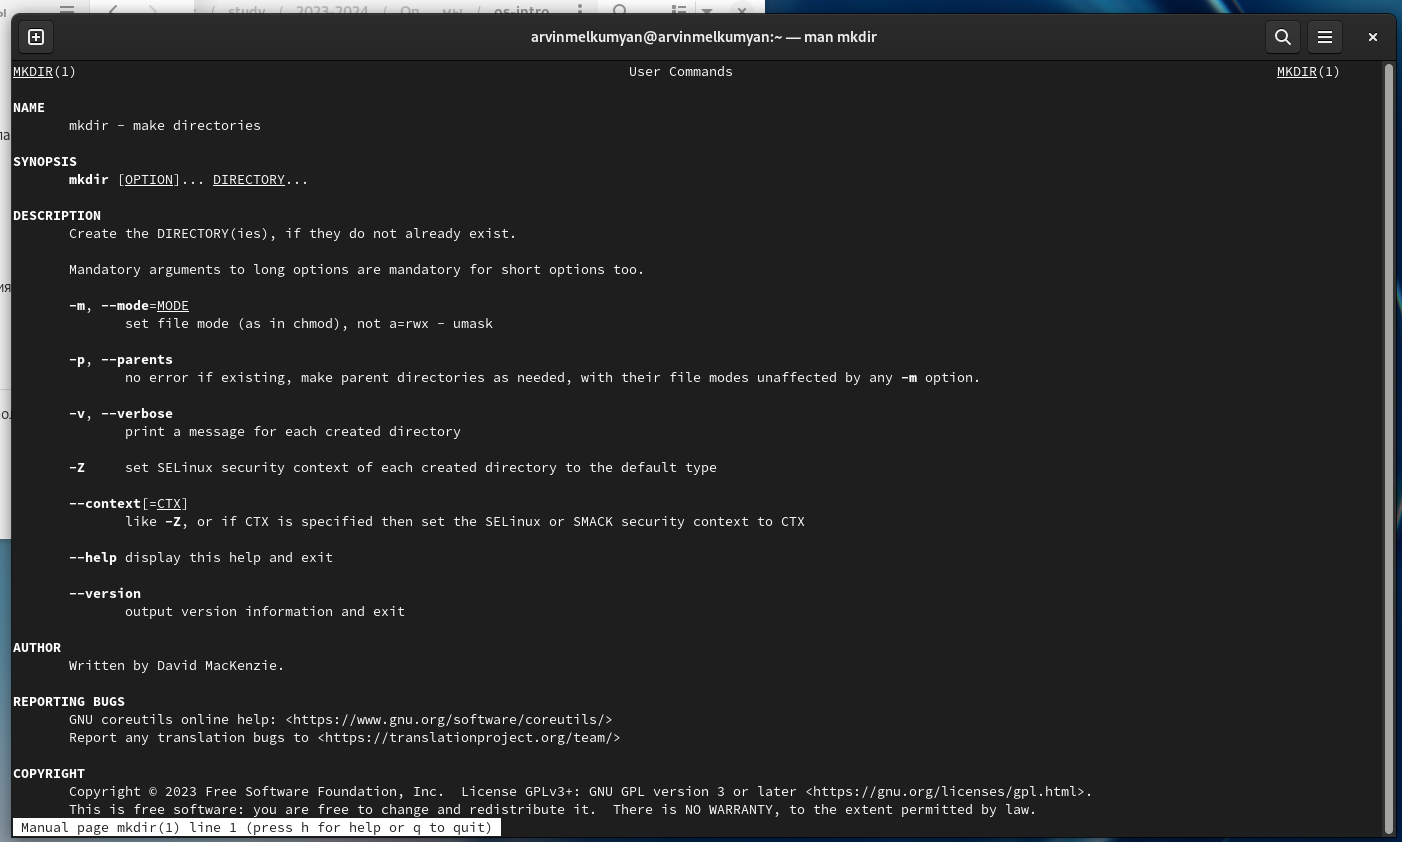 study / 2023-2024 / Оп мы / os-intro
arvinmelkumyan@arvinmelkumyan:~ — man mkdir
MKDIR(1) User Commands MKDIR(1)
NAME
mkdir - make directories
SYNOPSIS
mkdir [OPTION]... DIRECTORY...
DESCRIPTION
Create the DIRECTORY(ies), if they do not already exist.
Mandatory arguments to long options are mandatory for short options too.
-m, --mode=MODE
set file mode (as in chmod), not a=rwx - umask
-p, --parents
no error if existing, make parent directories as needed, with their file modes unaffected by any -m option.
-v, --verbose
print a message for each created directory
-Z set SELinux security context of each created directory to the default type
--context[=CTX]
like -Z, or if CTX is specified then set the SELinux or SMACK security context to CTX
--help display this help and exit
--version
output version information and exit
AUTHOR
Written by David MacKenzie.
REPORTING BUGS
GNU coreutils online help: <https://www.gnu.org/software/coreutils/>
Report any translation bugs to <https://translationproject.org/team/>
COPYRIGHT
Copyright © 2023 Free Software Foundation, Inc. License GPLv3+: GNU GPL version 3 or later <https://gnu.org/licenses/gpl.html>.
This is free software: you are free to change and redistribute it. There is NO WARRANTY, to the extent permitted by law.
Manual page mkdir(1) line 1 (press h for help or q to quit)